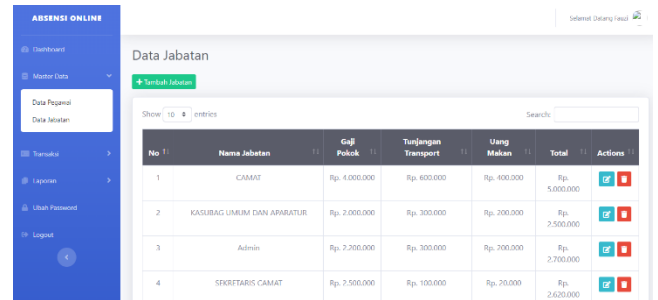 ABSENSI ONLINE
Selamat Datang Fauzi
Dashboard
Master Data
Data Pegawai
Data Jabatan
Transaksi
Laporan
Ubah Password
Logout
Data Jabatan
+ Tambah Jabatan
Show 10 entries
Search:
No Nama Jabatan Gaji Pokok Tunjangan Transport Uang Makan Total Actions
1 CAMAT Rp. 4.000.000 Rp. 600.000 Rp. 400.000 Rp. 5.000.000
2 KASUBAG UMUM DAN APARATUR Rp. 2.000.000 Rp. 300.000 Rp. 200.000 Rp. 2.500.000
3 Admin Rp. 2.200.000 Rp. 300.000 Rp. 200.000 Rp. 2.700.000
4 SEKRETARIS CAMAT Rp. 2.500.000 Rp. 100.000 Rp. 20.000 Rp. 2.620.000